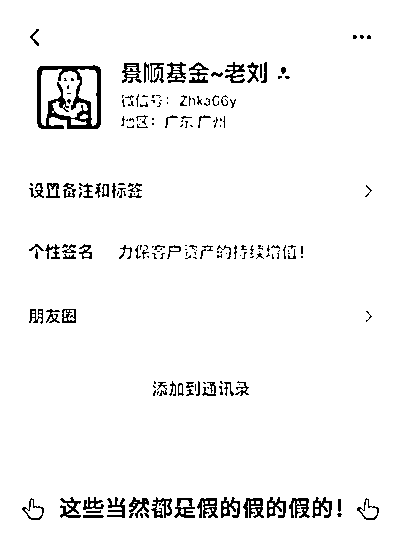 景顺基金~老刘
微信号: Zhka66y
地区: 广东 广州
设置备注和标签
个性签名 力保客户资产的持续增值!
朋友圈
添加到通讯录
这些当然都是假的假的假的!